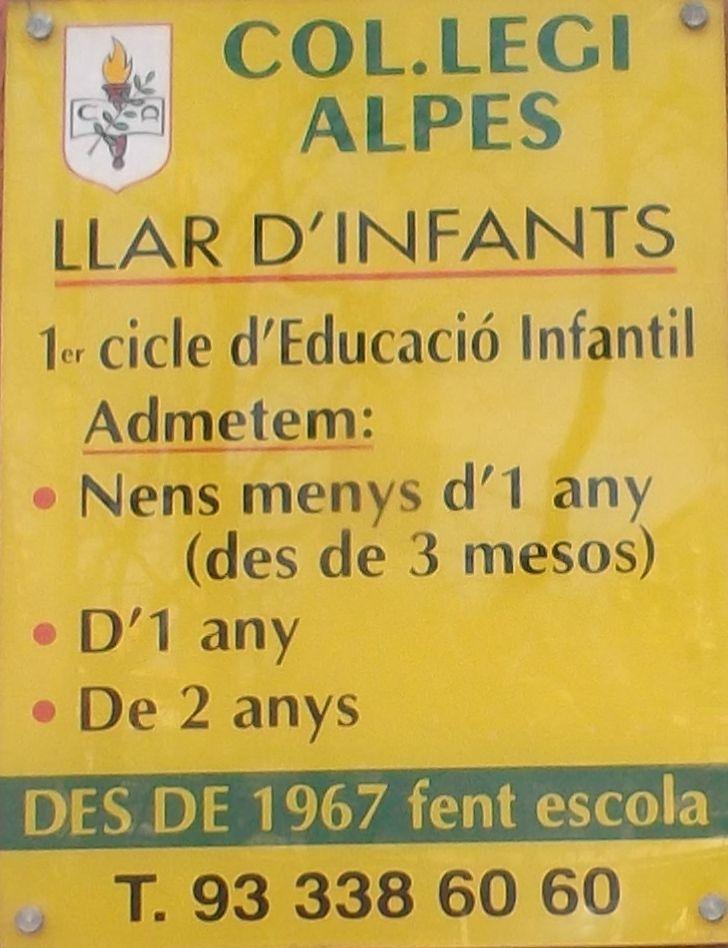 C D
COL.LEGI
ALPES
LLAR D'INFANTS
1er cicle d'Educació Infantil
Admetem:
• Nens menys d'1 any
(des de 3 mesos)
• D'1 any
• De 2 anys
DES DE 1967 fent escola
T. 93 338 60 60